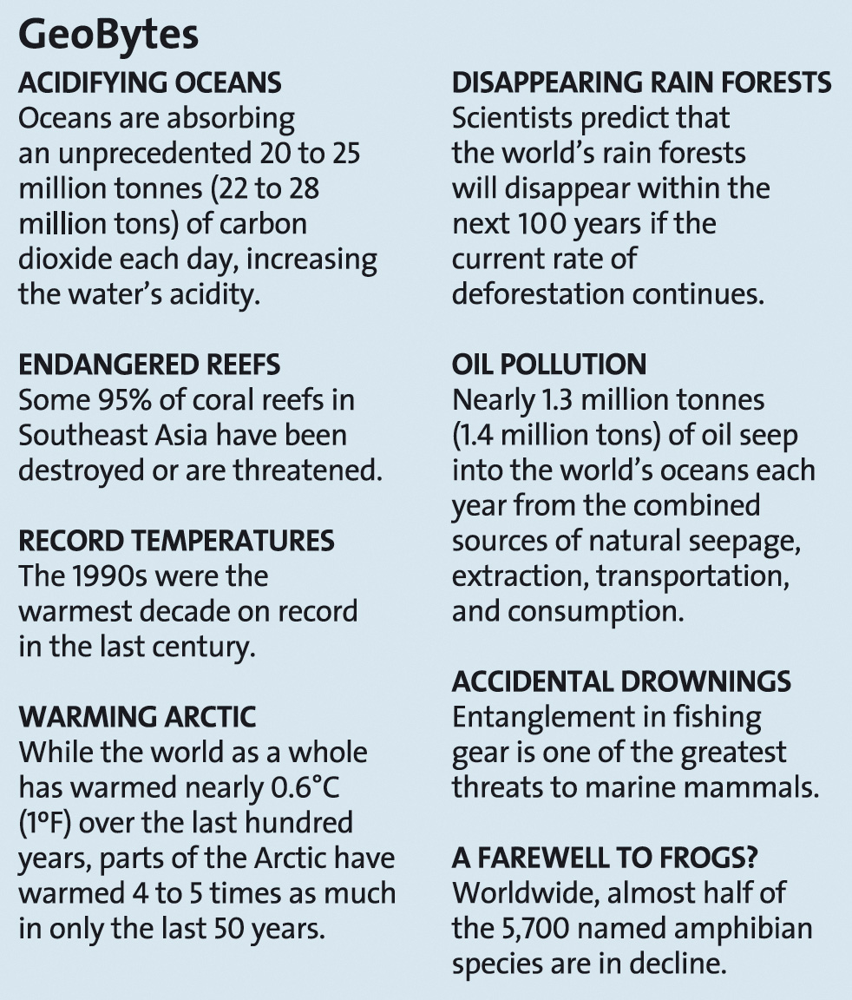 GeoBytes
ACIDIFYING OCEANS
Oceans are absorbing
an unprecedented 20 to 25
million tonnes (22 to 28
million tons) of carbon
dioxide each day, increasing
the water’s acidity.
ENDANGERED REEFS
Some 95% of coral reefs in
Southeast Asia have been
destroyed or are threatened.
RECORD TEMPERATURES
The 1990s were the
warmest decade on record
in the last century.
WARMING ARCTIC
While the world as a whole
has warmed nearly 0.6°C
(1ºF) over the last hundred
years, parts of the Arctic have
warmed 4 to 5 times as much
in only the last 50 years.
DISAPPEARING RAIN FORESTS
Scientists predict that
the world’s rain forests
will disappear within the
next 100 years if the
current rate of
deforestation continues.
OIL POLLUTION
Nearly 1.3 million tonnes
(1.4 million tons) of oil seep
into the world’s oceans each
year from the combined
sources of natural seepage,
extraction, transportation,
and consumption.
ACCIDENTAL DROWNINGS
Entanglement in fishing
gear is one of the greatest
threats to marine mammals.
A FAREWELL TO FROGS?
Worldwide, almost half of
the 5,700 named amphibian
species are in decline.